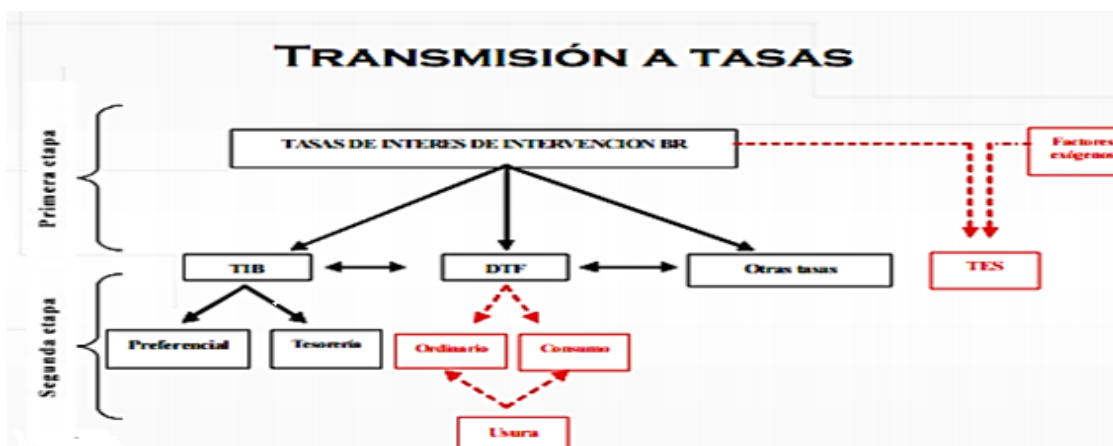 TRANSMISIÓN A TASAS
Primera etapa
TASAS DE INTERES DE INTERVENCION BR
Factores
exógenos
TIB
DTF
Otras tasas
TES
Segunda etapa
Preferencial
Tesorería
Ordinario
Consumo
Usura